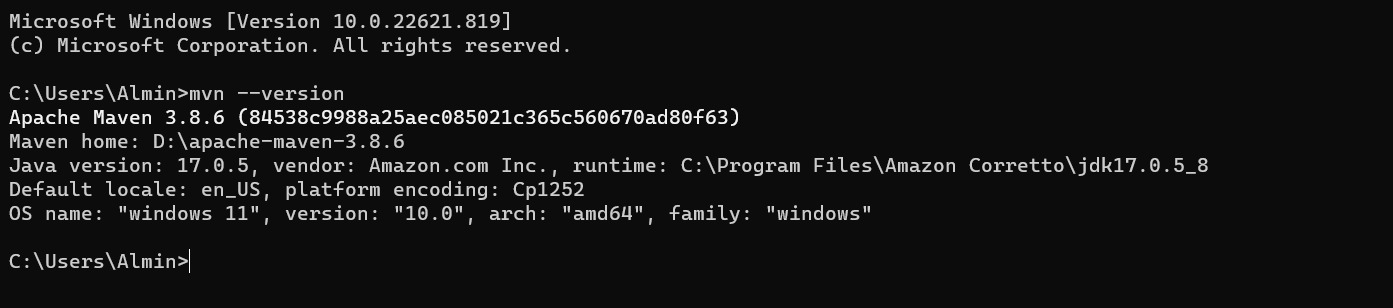 Microsoft Windows [Version 10.0.22621.819]
(c) Microsoft Corporation. All rights reserved.
C:\Users\Almin>mvn --version
Apache Maven 3.8.6 (84538c9988a25aec085021c365c560670ad80f63)
Maven home: D:\apache-maven-3.8.6
Java version: 17.0.5, vendor: Amazon.com Inc., runtime: C:\Program Files\Amazon Corretto\jdk17.0.5_8
Default locale: en_US, platform encoding: Cp1252
OS name: "windows 11", version: "10.0", arch: "amd64", family: "windows"
C:\Users\Almin>